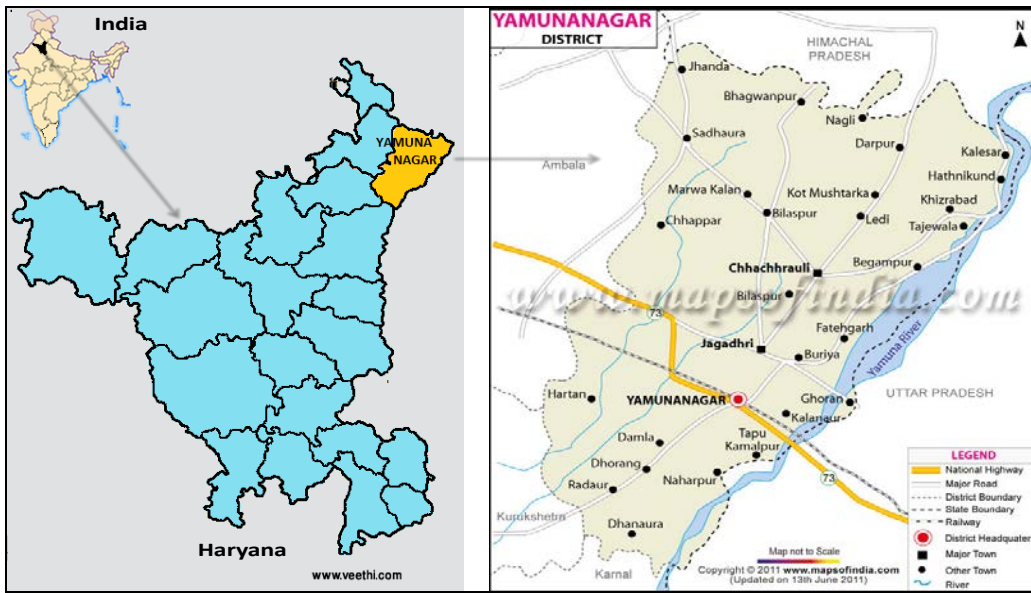 India
YAMUNA
NAGAR
Haryana
www.veethi.com
YAMUNANAGAR
DISTRICT
N
HIMACHAL
PRADESH
Jhanda
Bhagwanpur
Nagli
Sadhaura
Darpur
Kalesar
Ambala
Hathnikund
Marwa Kalan
Kot Mushtarka
Khizrabad
Bilaspur
Ledi
Chhappar
Tajewala
Chhachhrauli
Begampur
Bilaspur
www.mapsofindia.com
73
Fatehgarh
Jagadhri
Buriya
Yamuna River
UTTAR PRADESH
Hartan
YAMUNANAGAR
Ghoran
Kalanaur
Damla
Tapu
Kamalpur
Dhorang
Naharpur
73
Radaur
Kurukshetra
Dhanaura
Karnal
LEGEND
National Highway
Major Road
District Boundary
State Boundary
Railway
District Headquater
Major Town
Other Town
River
Map not to Scale
Copyright © 2011 www.mapsofindia.com
(Updated on 13th June 2011)